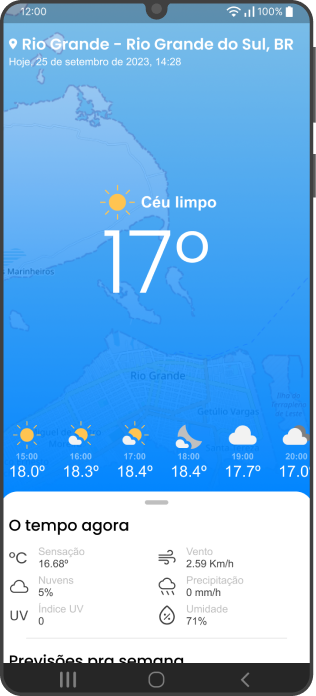 12:00 100%
Rio Grande - Rio Grande do Sul, BR
Hoje, 25 de setembro de 2023, 14:28
Céu limpo
17º
Marinheiros
Rio Grande
Getúlio Vargas
15:00 16:00 17:00 18:00 19:00 20:00
18.0º 18.3º 18.4º 18.4º 17.7º 17.0
O tempo agora
ºC Sensação 16.68º
Vento 2.59 Km/h
Nuvens 5%
Precipitação 0 mm/h
UV Índice UV 0
Umidade 71%
Previsões pra semana